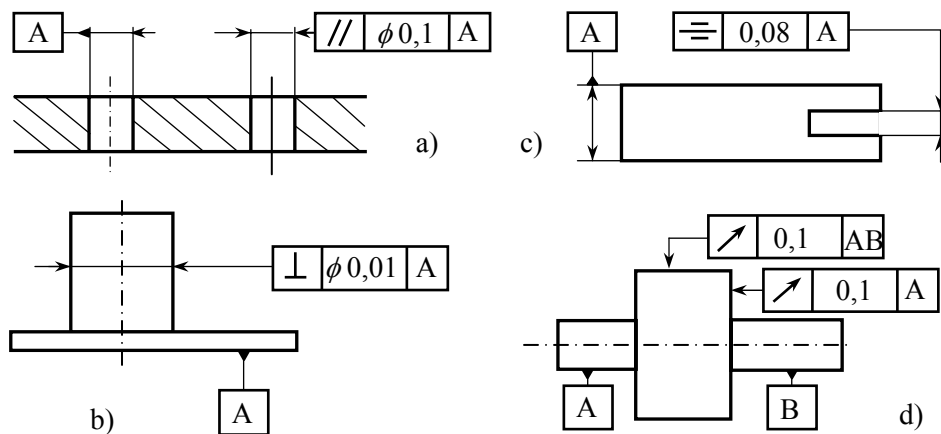 A
// ϕ 0,1 A
a)
A
0,08 A
c)
⊥ ϕ 0,01 A
A
b)
0,1 AB
0,1 A
A
B
d)